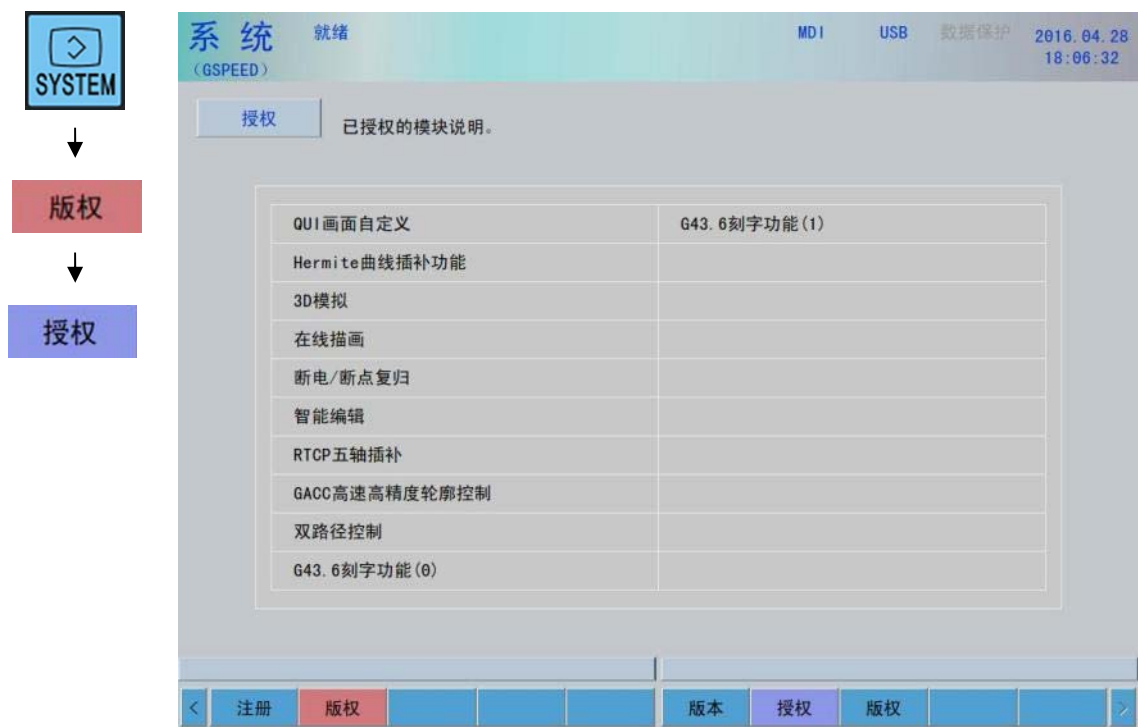 SYSTEM
版权
授权
系 统
就绪
MDI
USB
数据保护
2016.04.28
18:06:32
(GSPEED)
授权
已授权的模块说明。
QUI画面自定义
G43.6刻字功能(1)
Hermite曲线插补功能
3D模拟
在线描画
断电/断点复归
智能编辑
RTCP五轴插补
GACC高速高精度轮廓控制
双路径控制
G43.6刻字功能(0)
< 注册 版权 版本 授权 版权 >